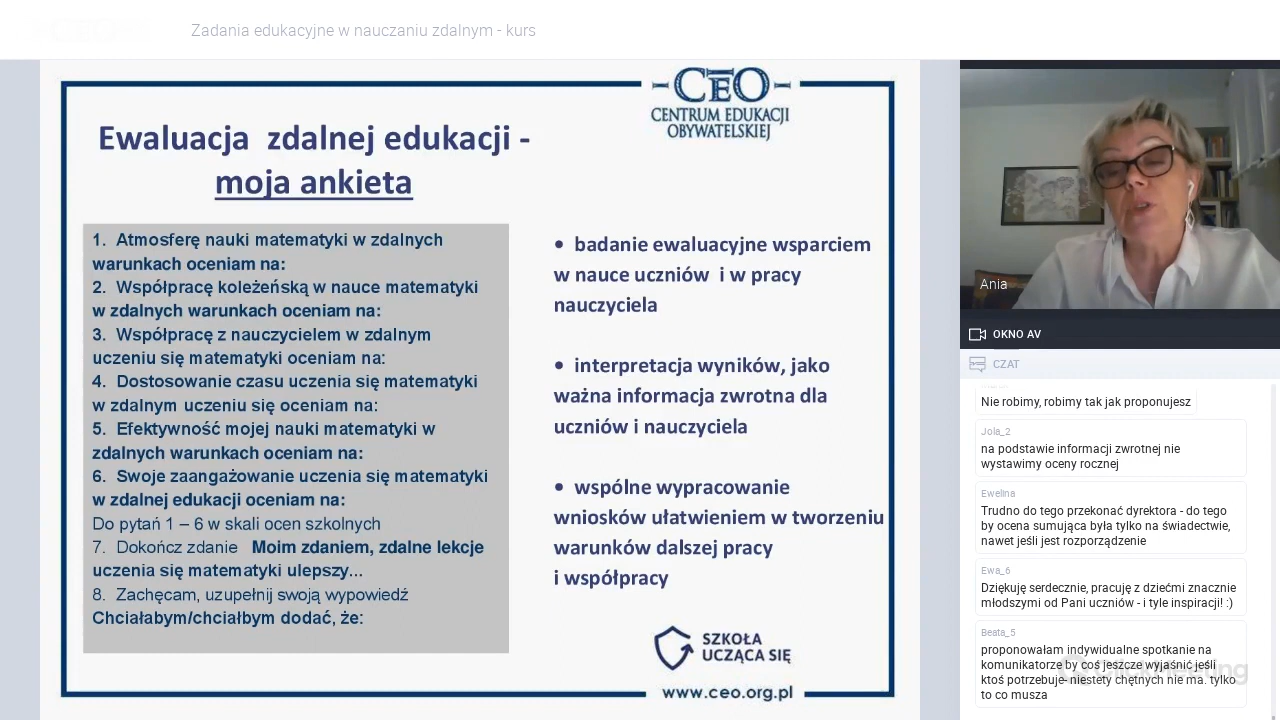 Zadania edukacyjne w nauczaniu zdalnym - kurs
CEO
CENTRUM EDUKACJI
OBYWATELSKIEJ
Ewaluacja zdalnej edukacji -
moja ankieta
1. Atmosferę nauki matematyki w zdalnych
warunkach oceniam na:
2. Współpracę koleżeńską w nauce matematyki
w zdalnych warunkach oceniam na:
3. Współpracę z nauczycielem w zdalnym
uczeniu się matematyki oceniam na:
4. Dostosowanie czasu uczenia się matematyki
w zdalnym uczeniu się oceniam na:
5. Efektywność mojej nauki matematyki w
zdalnych warunkach oceniam na:
6. Swoje zaangażowanie uczenia się matematyki
w zdalnej edukacji oceniam na:
Do pytań 1 – 6 w skali ocen szkolnych
7. Dokończ zdanie Moim zdaniem, zdalne lekcje
uczenia się matematyki ulepszy...
8. Zachęcam, uzupełnij swoją wypowiedź
Chciałabym/chciałbym dodać, że:
• badanie ewaluacyjne wsparciem
w nauce uczniów i w pracy
nauczyciela
• interpretacja wyników, jako
ważna informacja zwrotna dla
uczniów i nauczyciela
• wspólne wypracowanie
wniosków ułatwieniem w tworzeniu
warunków dalszej pracy
i współpracy
SZKOŁA
UCZĄCA SIĘ
www.ceo.org.pl
Ania
OKNO AV
CZAT
Nie robimy, robimy tak jak proponujesz
Jola_2
na podstawie informacji zwrotnej nie
wystawimy oceny rocznej
Ewelina
Trudno do tego przekonać dyrektora - do tego
by ocena sumująca była tylko na świadectwie,
nawet jeśli jest rozporządzenie
Ewa_6
Dziękuję serdecznie, pracuję z dziećmi znacznie
młodszymi od Pani uczniów - i tyle inspiracji! :)
Beata_5
proponowałam indywidualne spotkanie na
komunikatorze by coś jeszcze wyjaśnić jeśli
ktoś potrzebuje- niestety chętnych nie ma. tylko
to co musza